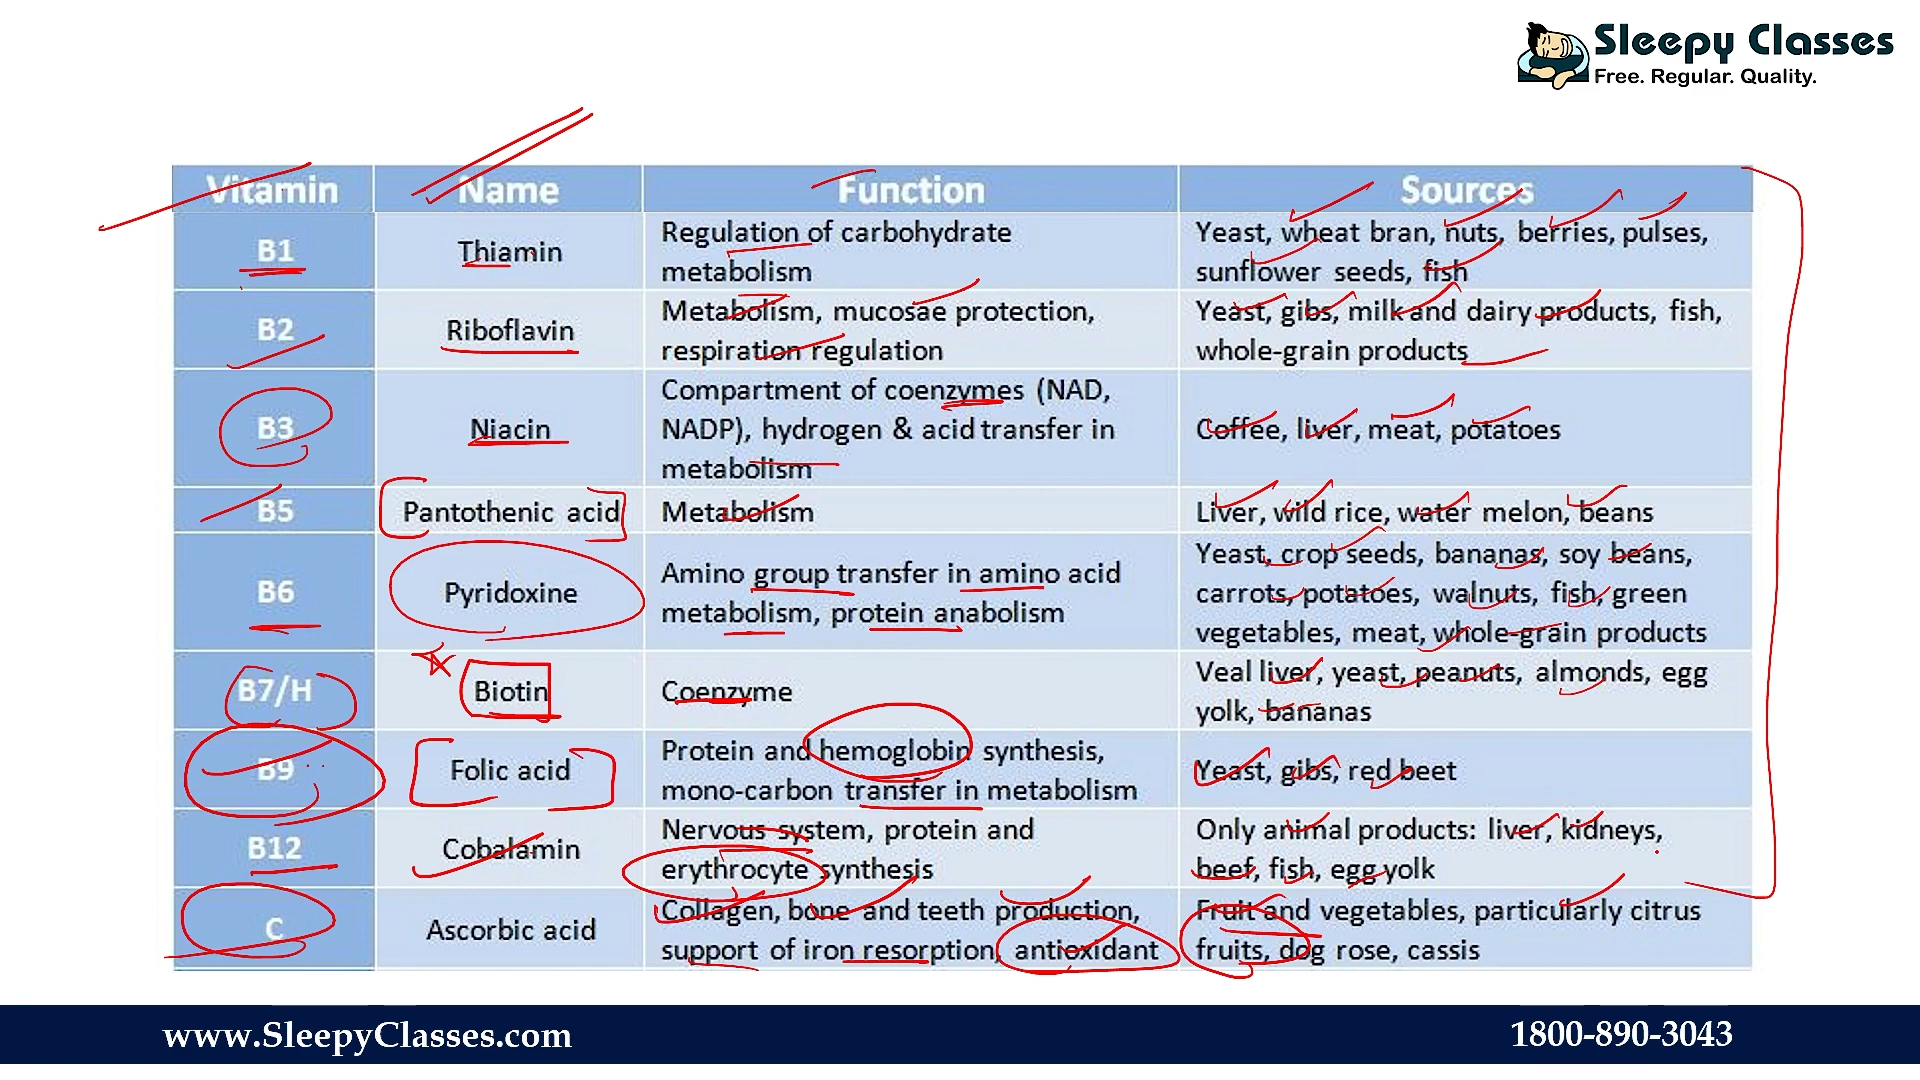 Sleepy Classes
Free. Regular. Quality.
Vitamin Name Function Sources
B1 Thiamin Regulation of carbohydrate metabolism Yeast, wheat bran, nuts, berries, pulses, sunflower seeds, fish
B2 Riboflavin Metabolism, mucosae protection, respiration regulation Yeast, gibs, milk and dairy products, fish, whole-grain products
B3 Niacin Compartment of coenzymes (NAD, NADP), hydrogen & acid transfer in metabolism Coffee, liver, meat, potatoes
B5 Pantothenic acid Metabolism Liver, wild rice, water melon, beans
B6 Pyridoxine Amino group transfer in amino acid metabolism, protein anabolism Yeast, crop seeds, bananas, soy beans, carrots, potatoes, walnuts, fish, green vegetables, meat, whole-grain products
B7/H Biotin Coenzyme Veal liver, yeast, peanuts, almonds, egg yolk, bananas
B9 Folic acid Protein and hemoglobin synthesis, mono-carbon transfer in metabolism Yeast, gibs, red beet
B12 Cobalamin Nervous system, protein and erythrocyte synthesis Only animal products: liver, kidneys, beef, fish, egg yolk
C Ascorbic acid Collagen, bone and teeth production, support of iron resorption, antioxidant Fruit and vegetables, particularly citrus fruits, dog rose, cassis
www.SleepyClasses.com 1800-890-3043